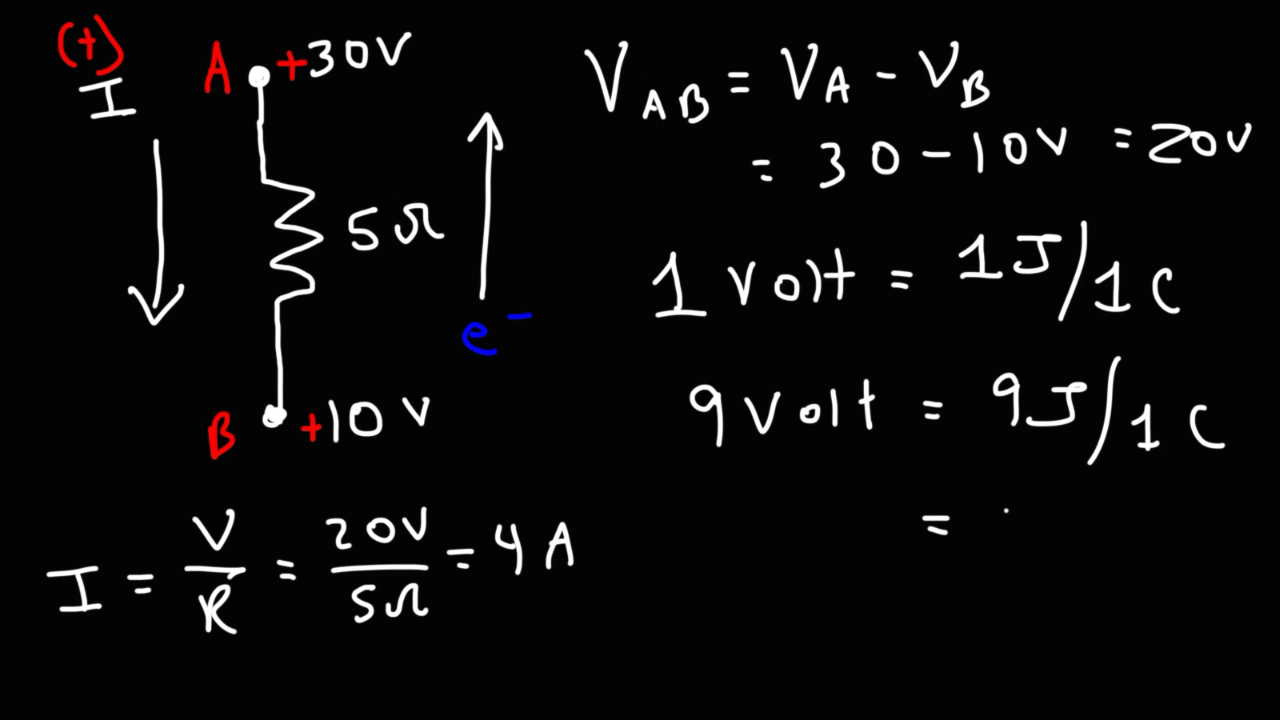 (+)
I
A +30V
5Ω
e⁻
B +10V
I = V/R = 20V/5Ω = 4A
V_AB = V_A - V_B
= 30 - 10V = 20V
1 Volt = 1J/1C
9 Volt = 9J/1C
=